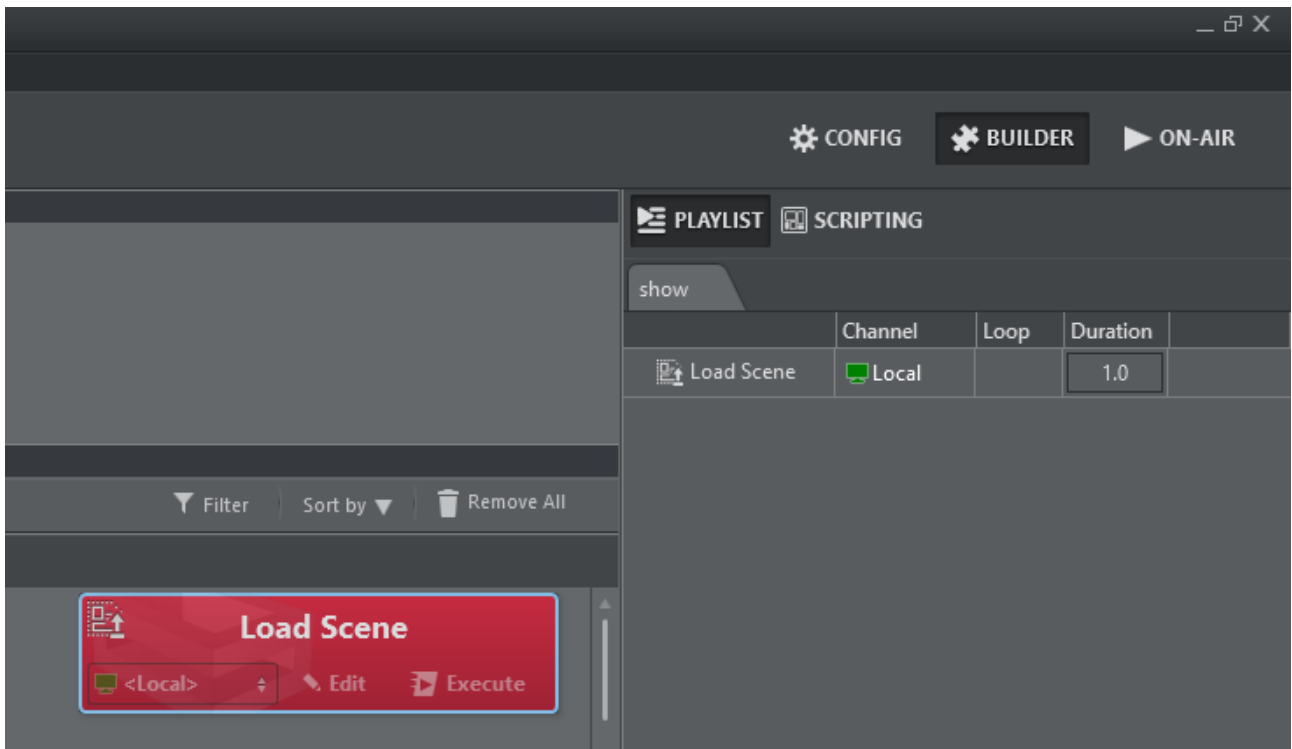 CONFIG BUILDER ON-AIR
PLAYLIST SCRIPTING
show
Channel Loop Duration
Load Scene Local 1.0
Filter Sort by Remove All
Load Scene
<Local> Edit Execute